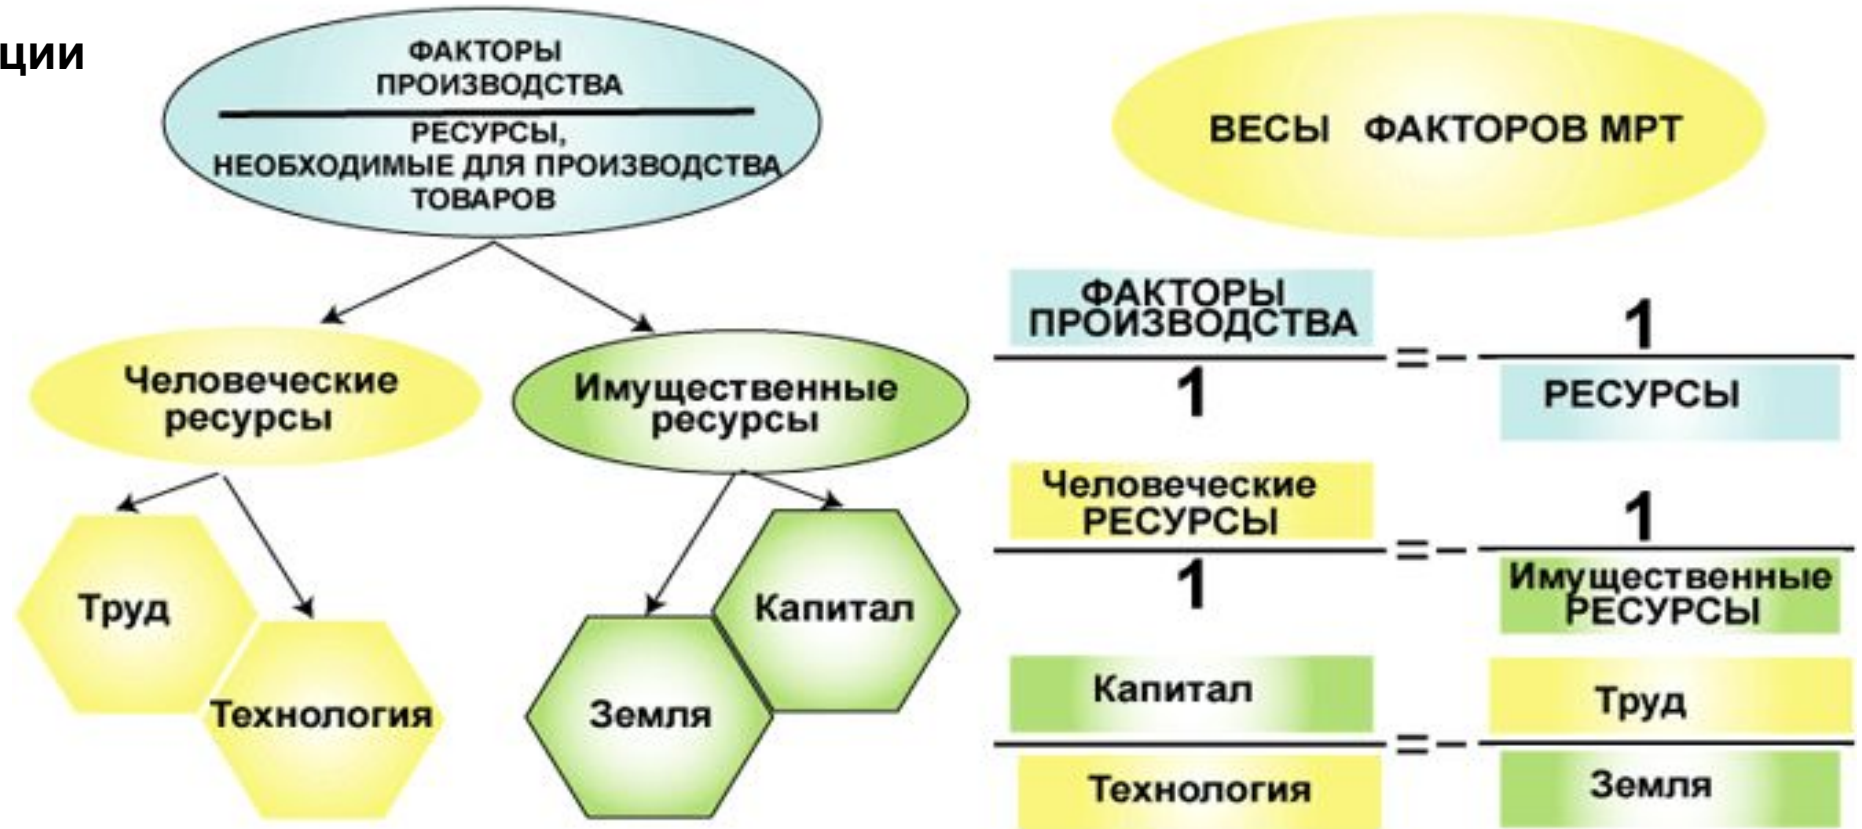 ции
ФАКТОРЫ
ПРОИЗВОДСТВА
РЕСУРСЫ,
НЕОБХОДИМЫЕ ДЛЯ ПРОИЗВОДСТВА
ТОВАРОВ
Человеческие
ресурсы
Имущественные
ресурсы
Труд
Технология
Земля
Капитал
ВЕСЫ ФАКТОРОВ МРТ
ФАКТОРЫ
ПРОИЗВОДСТВА
1
=-
1
РЕСУРСЫ
Человеческие
РЕСУРСЫ
1
=-
1
Имущественные
РЕСУРСЫ
Капитал
Технология
=-
Труд
Земля